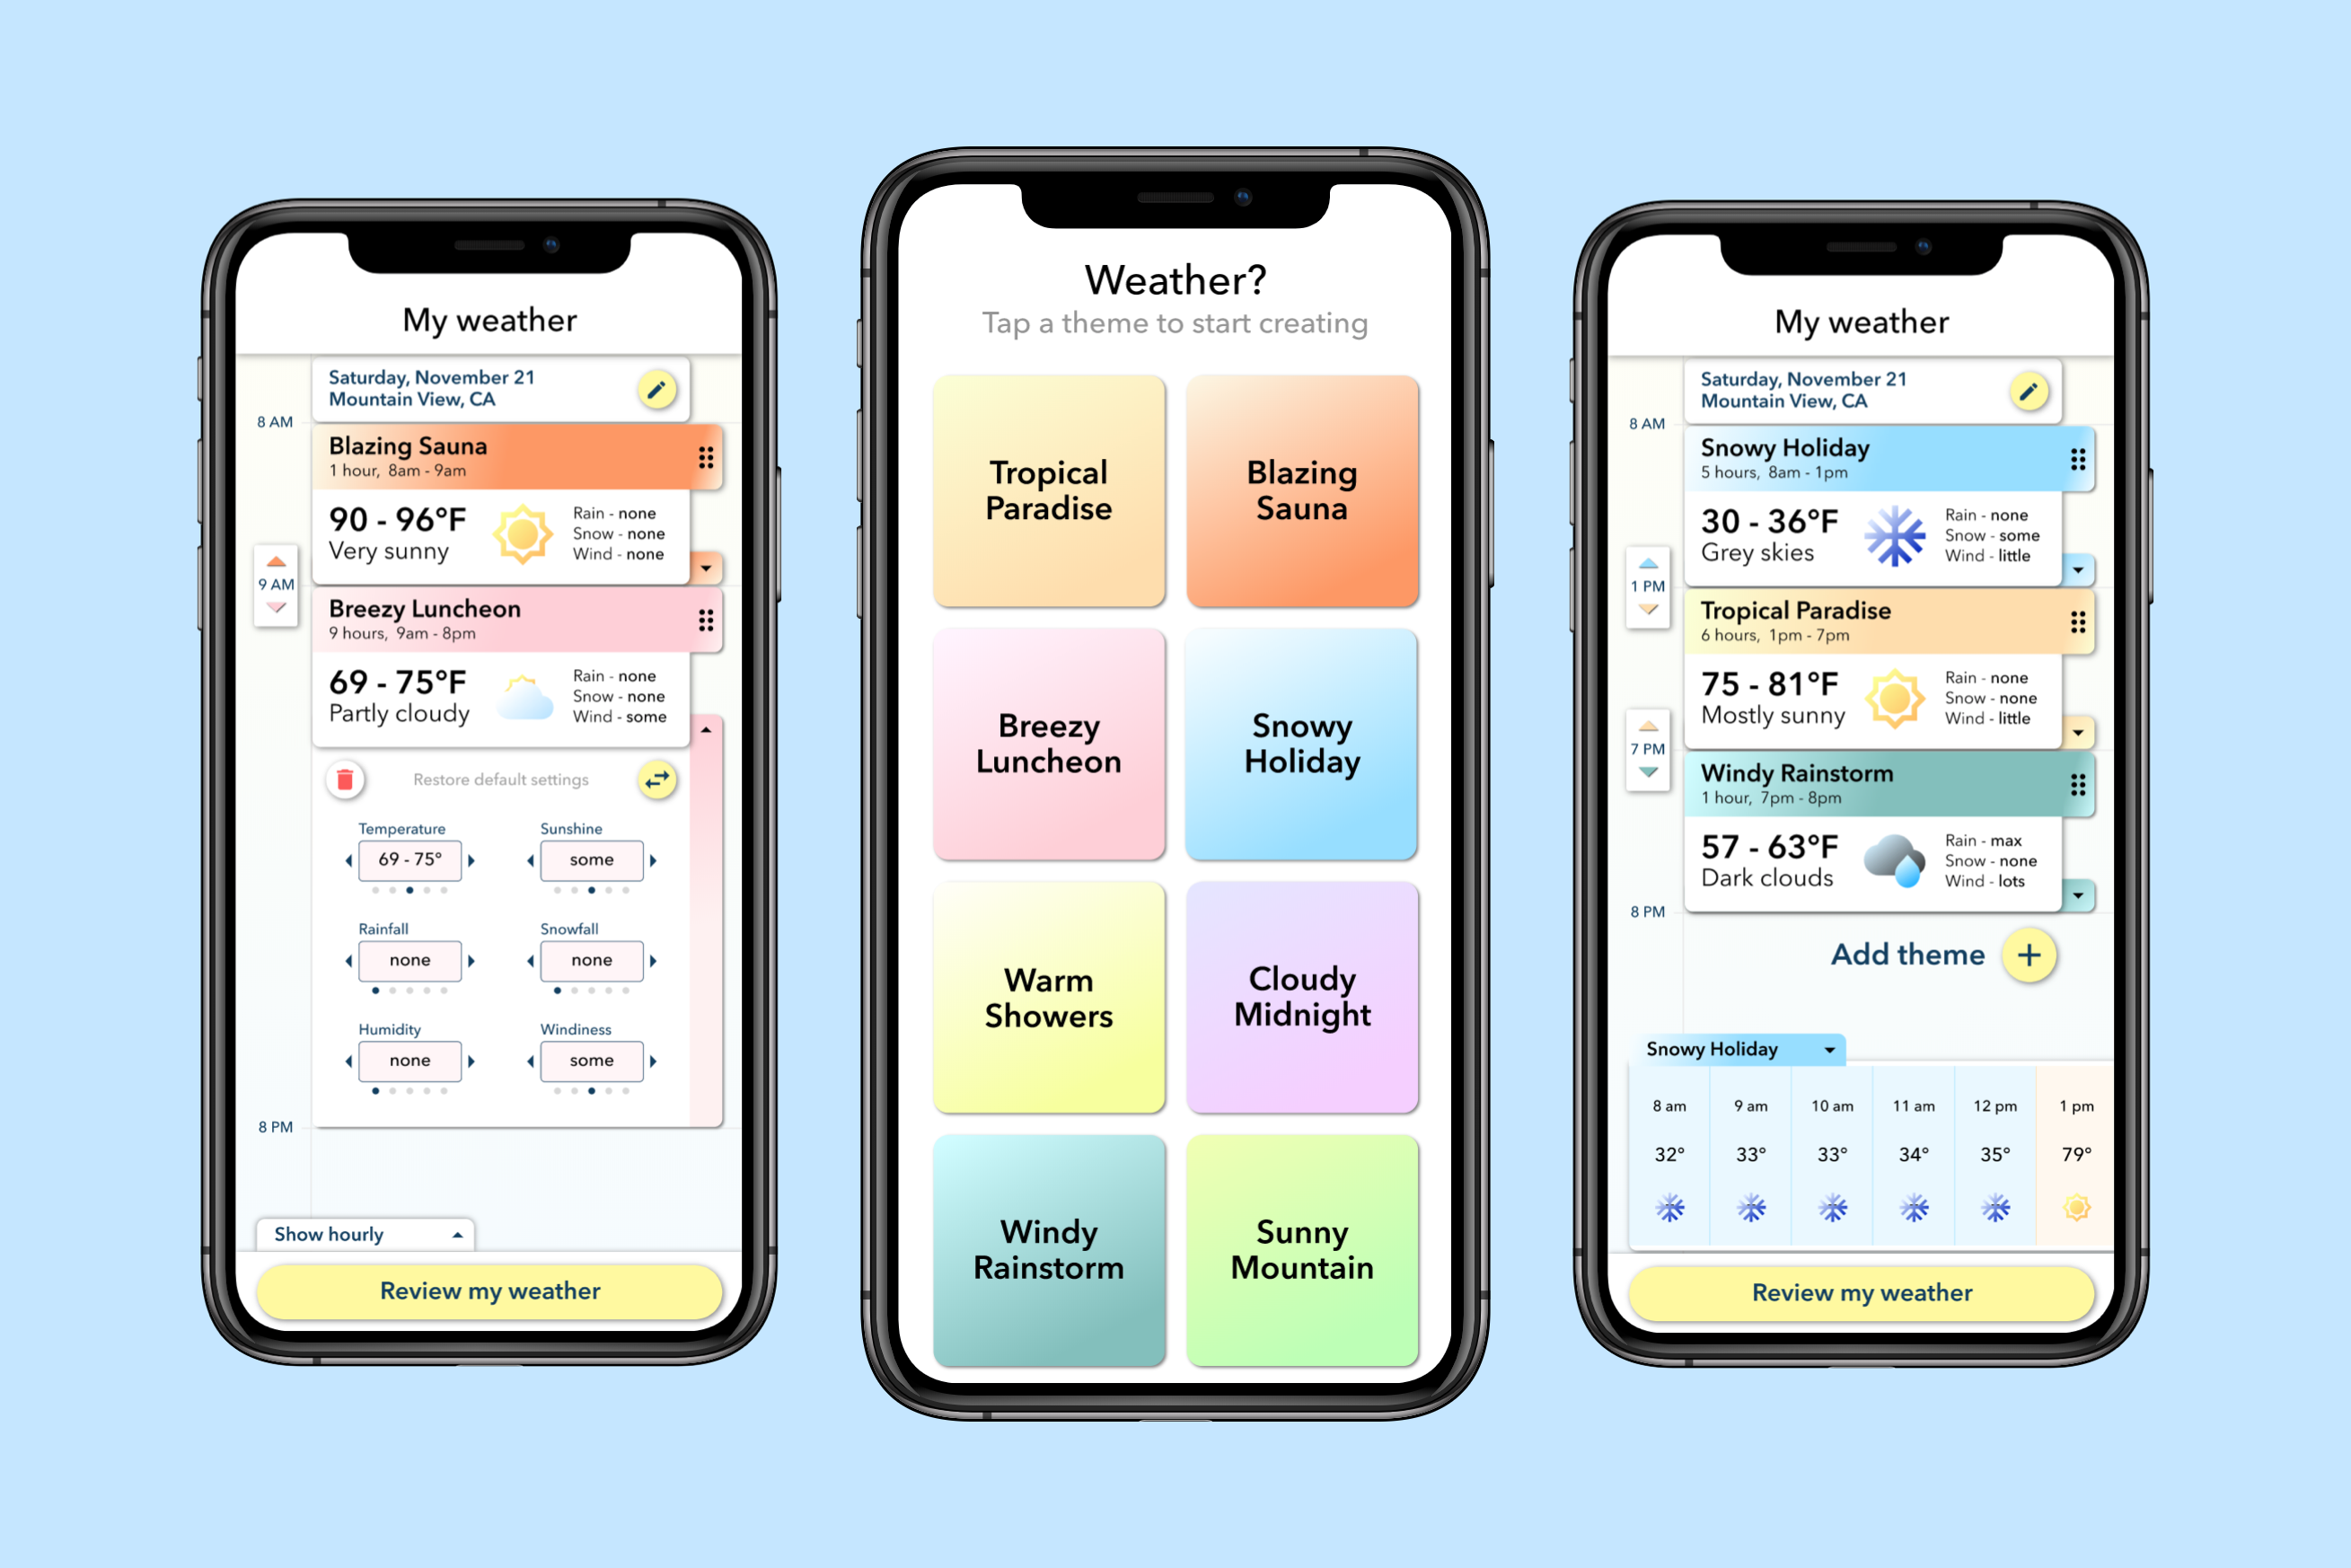 My weather
Saturday, November 21
Mountain View, CA
8 AM
Blazing Sauna
1 hour, 8am - 9am
90 - 96°F
Very sunny
Rain - none
Snow - none
Wind - none
9 AM
Breezy Luncheon
9 hours, 9am - 8pm
69 - 75°F
Partly cloudy
Rain - none
Snow - none
Wind - some
Restore default settings
Temperature
69 - 75°
Sunshine
some
Rainfall
none
Snowfall
none
Humidity
none
Windiness
some
8 PM
Show hourly
Review my weather
Weather?
Tap a theme to start creating
Tropical
Paradise
Blazing
Sauna
Breezy
Luncheon
Snowy
Holiday
Warm
Showers
Cloudy
Midnight
Windy
Rainstorm
Sunny
Mountain
My weather
Saturday, November 21
Mountain View, CA
8 AM
Snowy Holiday
5 hours, 8am - 1pm
30 - 36°F
Grey skies
Rain - none
Snow - some
Wind - little
1 PM
Tropical Paradise
6 hours, 1pm - 7pm
75 - 81°F
Mostly sunny
Rain - none
Snow - none
Wind - little
7 PM
Windy Rainstorm
1 hour, 7pm - 8pm
57 - 63°F
Dark clouds
Rain - max
Snow - none
Wind - lots
8 PM
Add theme
Snowy Holiday
8 am 9 am 10 am 11 am 12 pm 1 pm
32° 33° 33° 34° 35° 79°
Review my weather